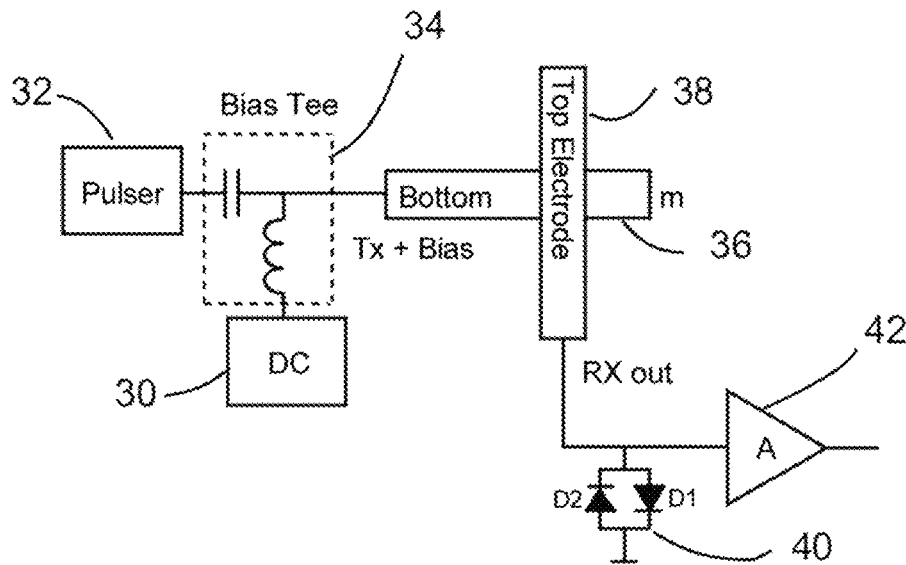 34
32
Bias Tee
38
Pulser
Top Electrode
Bottom
m
36
Tx + Bias
DC
30
RX out
42
A
D2
D1
40